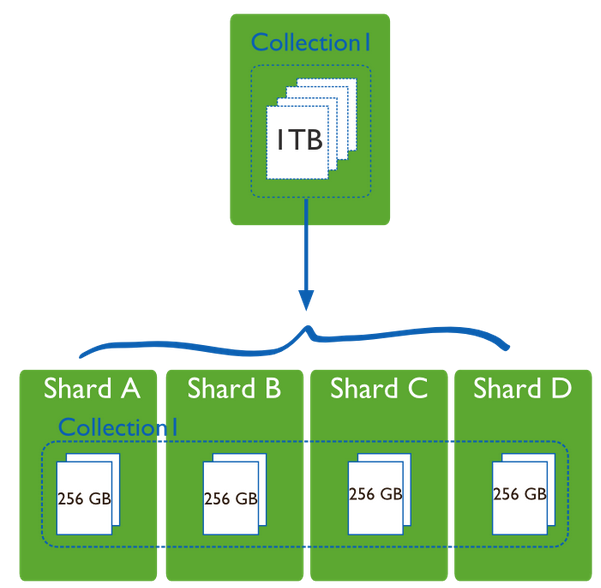 Collection1
1TB
Shard A Shard B Shard C Shard D
Collection1
256 GB 256 GB 256 GB 256 GB